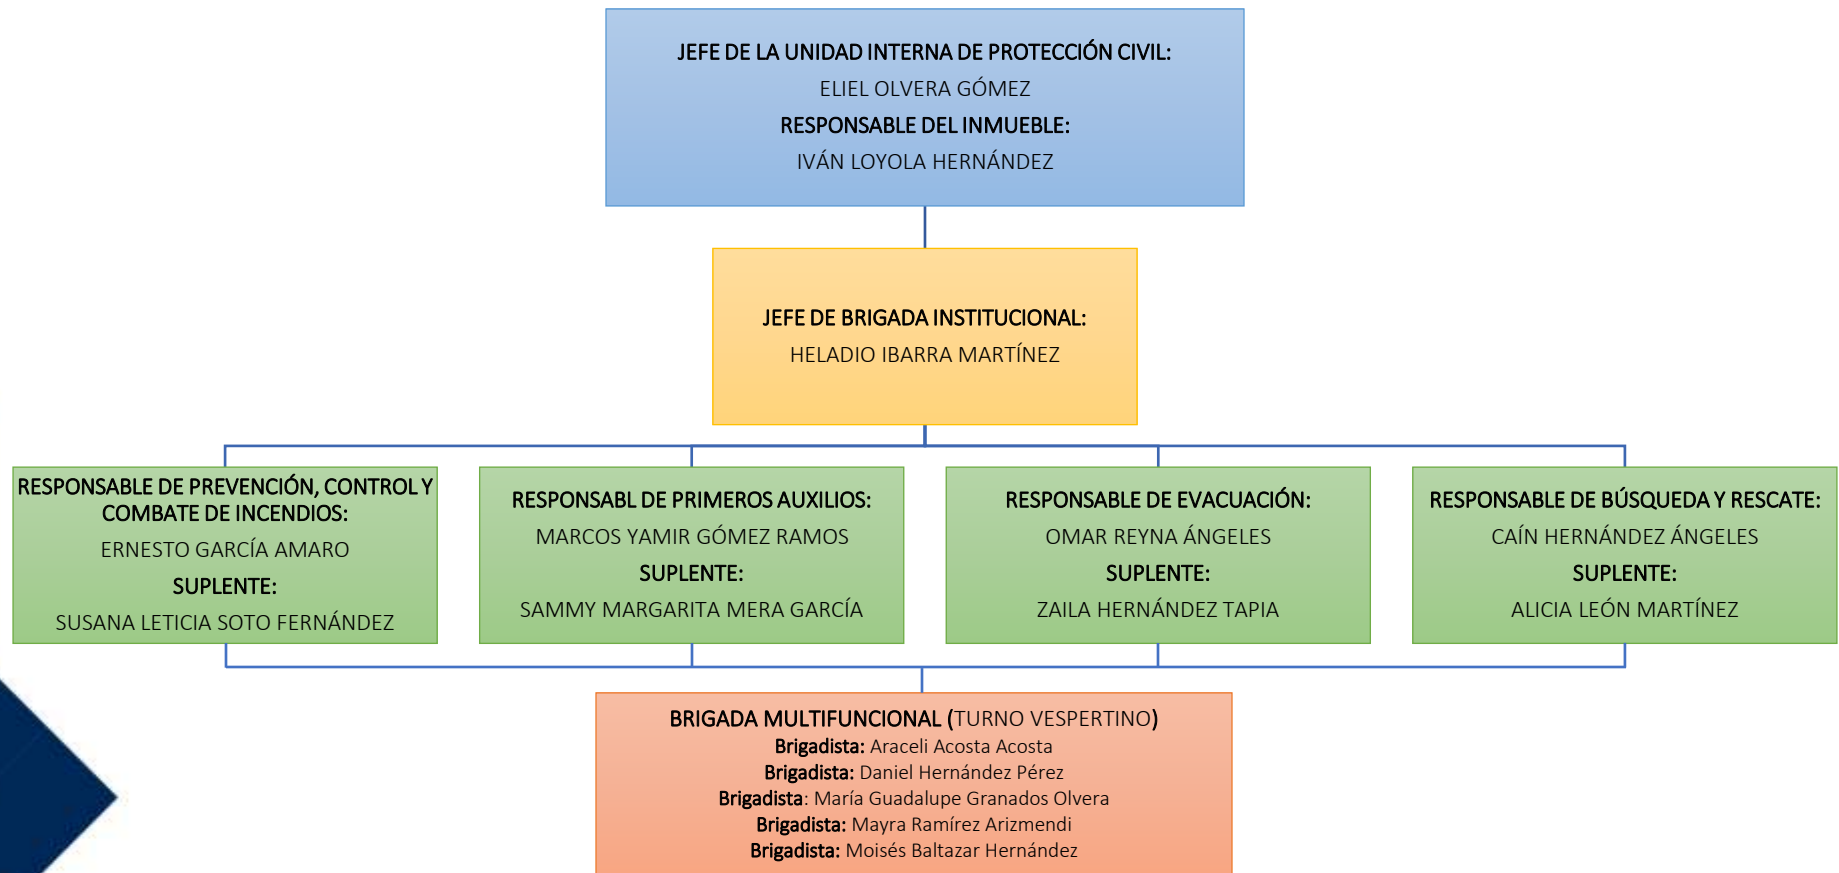 JEFE DE LA UNIDAD INTERNA DE PROTECCIÓN CIVIL:
ELIEL OLVERA GÓMEZ
RESPONSABLE DEL INMUEBLE:
IVÁN LOYOLA HERNÁNDEZ
JEFE DE BRIGADA INSTITUCIONAL:
HELADIO IBARRA MARTÍNEZ
RESPONSABLE DE PREVENCIÓN, CONTROL Y
COMBATE DE INCENDIOS:
ERNESTO GARCÍA AMARO
SUPLENTE:
SUSANA LETICIA SOTO FERNÁNDEZ
RESPONSABL DE PRIMEROS AUXILIOS:
MARCOS YAMIR GÓMEZ RAMOS
SUPLENTE:
SAMMY MARGARITA MERA GARCÍA
RESPONSABLE DE EVACUACIÓN:
OMAR REYNA ÁNGELES
SUPLENTE:
ZAILA HERNÁNDEZ TAPIA
RESPONSABLE DE BÚSQUEDA Y RESCATE:
CAÍN HERNÁNDEZ ÁNGELES
SUPLENTE:
ALICIA LEÓN MARTÍNEZ
BRIGADA MULTIFUNCIONAL (TURNO VESPERTINO)
Brigadista: Araceli Acosta Acosta
Brigadista: Daniel Hernández Pérez
Brigadista: María Guadalupe Granados Olvera
Brigadista: Mayra Ramírez Arizmendi
Brigadista: Moisés Baltazar Hernández